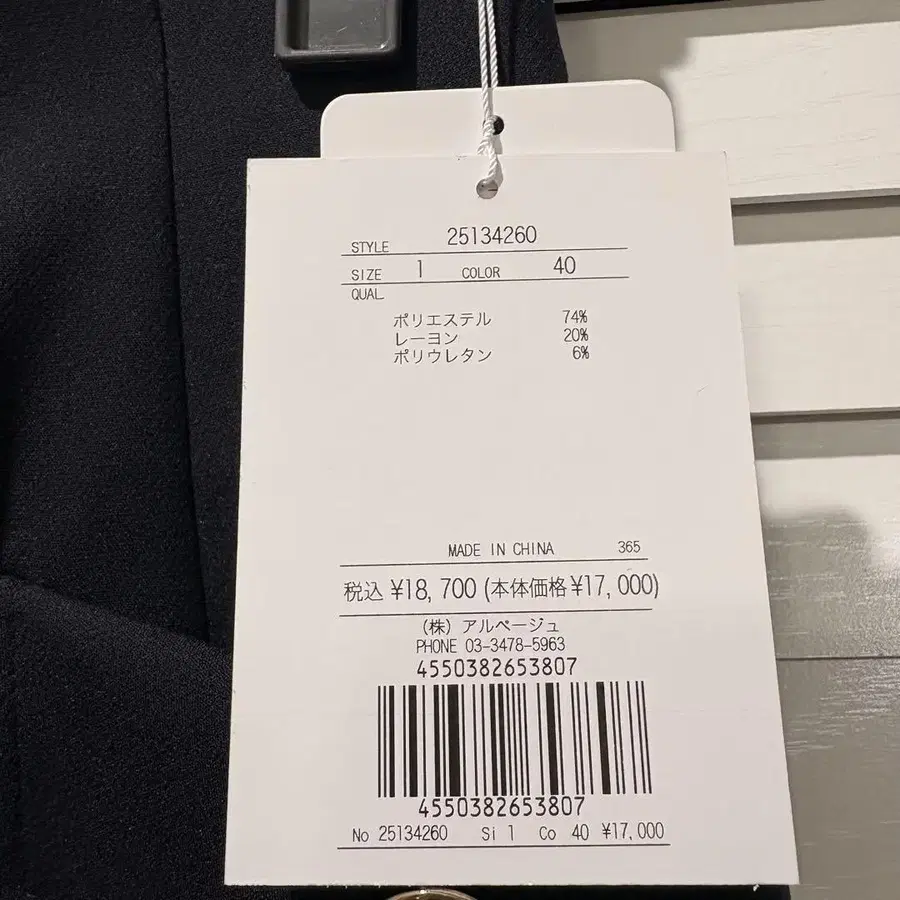 STYLE 25134260
SIZE 1 COLOR 40
QUAL
ポリエステル 74%
レーヨン 20%
ポリウレタン 6%
MADE IN CHINA 365
税込 ¥18,700 (本体価格 ¥17,000)
(株) アルページュ
PHONE 03-3478-5963
4550382653807
4550382653807
No 25134260 Si 1 Co 40 ¥17,000